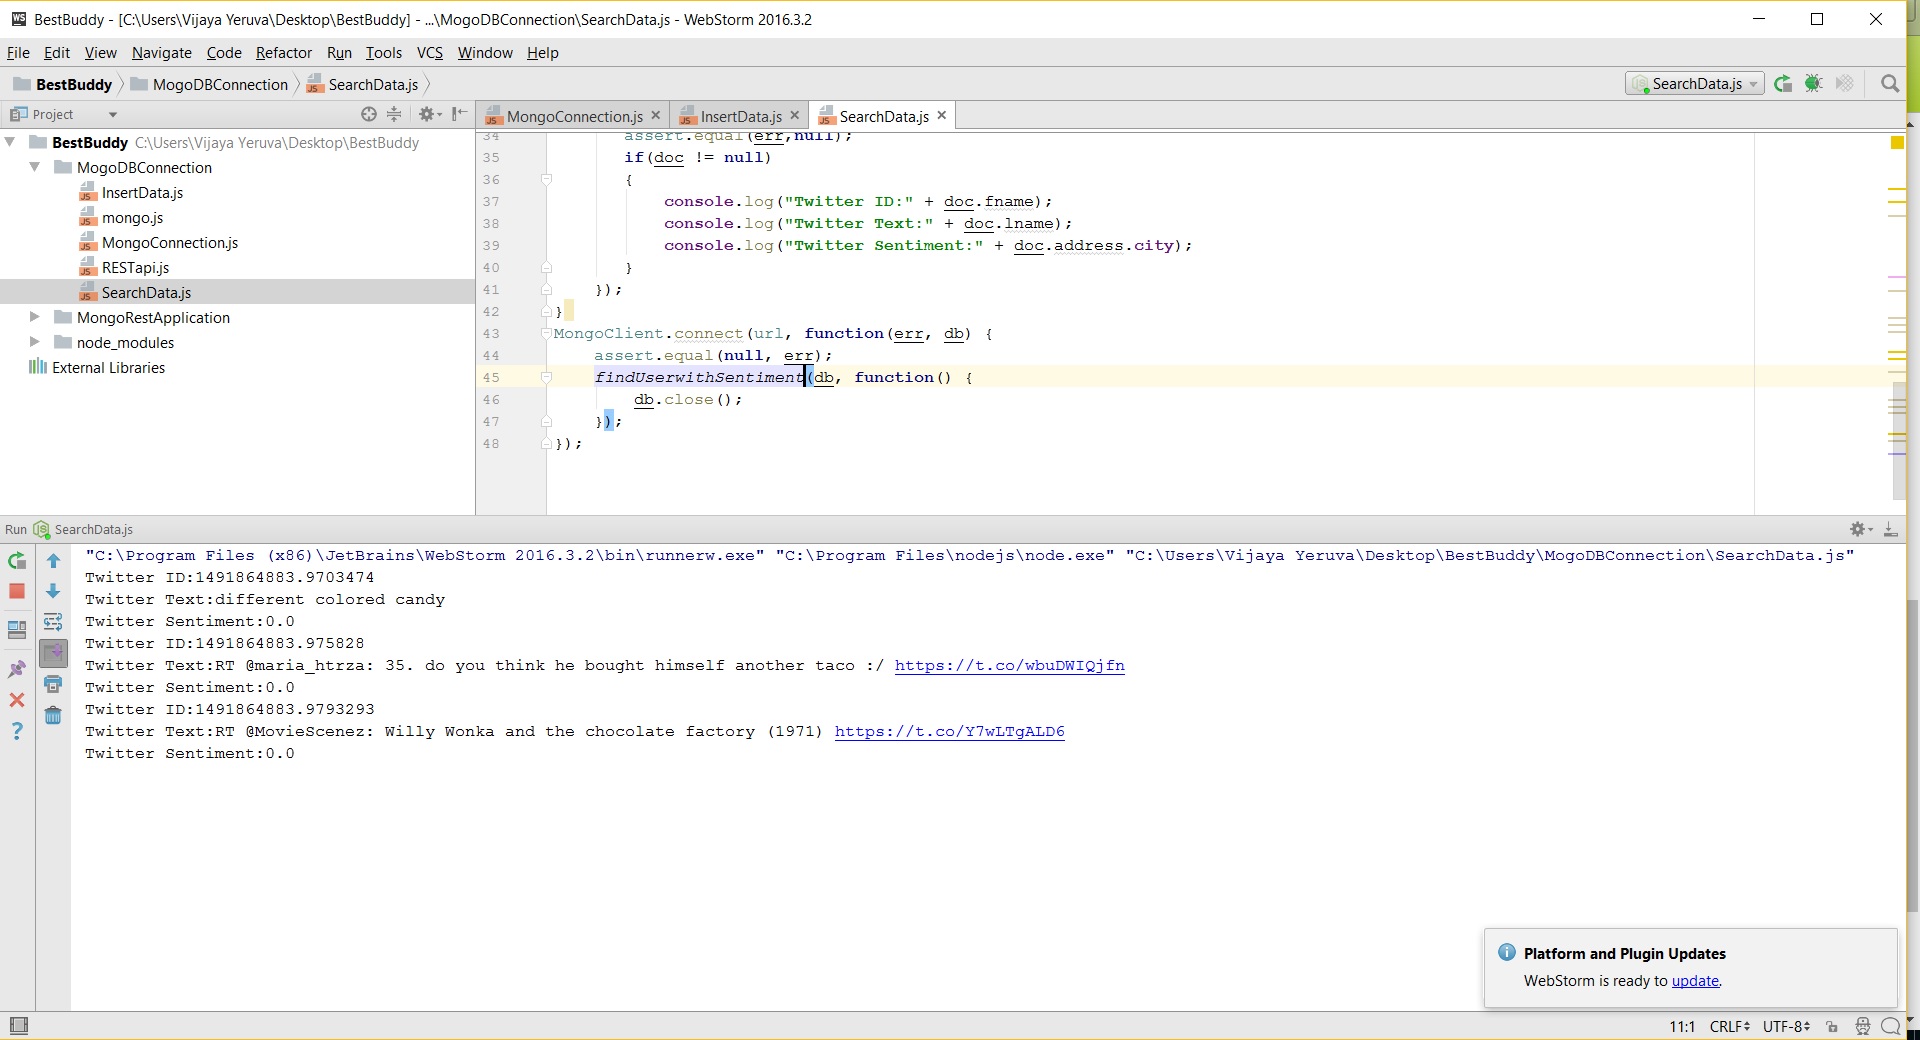 BestBuddy - [C:\Users\Vijaya Yeruva\Desktop\BestBuddy] - ...\MogoDBConnection\SearchData.js - WebStorm 2016.3.2
File Edit View Navigate Code Refactor Run Tools VCS Window Help
BestBuddy MogoDBConnection SearchData.js
SearchData.js
Project
MongoConnection.js InsertData.js SearchData.js
BestBuddy C:\Users\Vijaya Yeruva\Desktop\BestBuddy
MogoDBConnection
InsertData.js
mongo.js
MongoConnection.js
RESTapi.js
SearchData.js
MongoRestApplication
node_modules
External Libraries
34 assert.equal(err,null);
35 if(doc != null)
36 {
37 console.log("Twitter ID:" + doc.fname);
38 console.log("Twitter Text:" + doc.lname);
39 console.log("Twitter Sentiment:" + doc.address.city);
40 }
41 });
42 }
43 MongoClient.connect(url, function(err, db) {
44 assert.equal(null, err);
45 findUserwithSentiment(db, function() {
46 db.close();
47 });
48 });
Run SearchData.js
"C:\Program Files (x86)\JetBrains\WebStorm 2016.3.2\bin\runnerw.exe" "C:\Program Files\nodejs\node.exe" "C:\Users\Vijaya Yeruva\Desktop\BestBuddy\MogoDBConnection\SearchData.js"
Twitter ID:1491864883.9703474
Twitter Text:different colored candy
Twitter Sentiment:0.0
Twitter ID:1491864883.975828
Twitter Text:RT @maria_htrza: 35. do you think he bought himself another taco :/ https://t.co/wbuDWIQjfn
Twitter Sentiment:0.0
Twitter ID:1491864883.9793293
Twitter Text:RT @MovieScenez: Willy Wonka and the chocolate factory (1971) https://t.co/Y7wLTgALD6
Twitter Sentiment:0.0
Platform and Plugin Updates
WebStorm is ready to update.
11:1 CRLF UTF-8